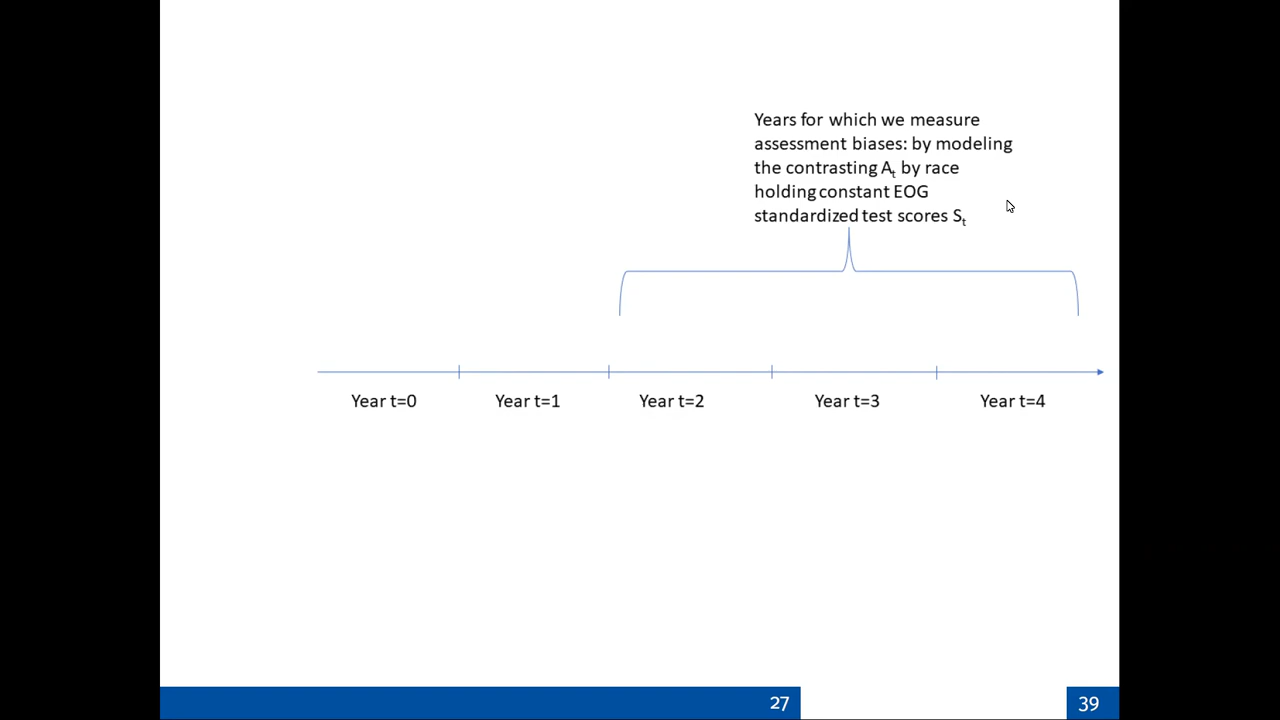 Years for which we measure
assessment biases: by modeling
the contrasting Aₜ by race
holding constant EOG
standardized test scores Sₜ
Year t=0 Year t=1 Year t=2 Year t=3 Year t=4
27 39